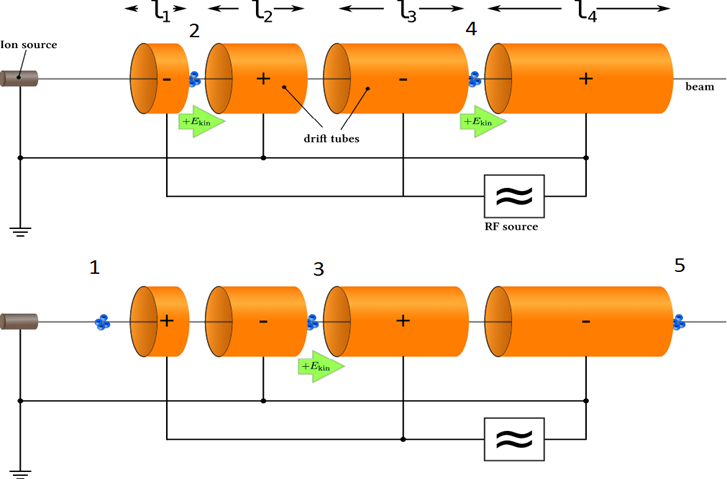 l₁ l₂ l₃ l₄
2 4
Ion source
- + - +
beam
+Eₖᵢₙ +Eₖᵢₙ
drift tubes
≈
RF source
1 3 5
+ - + -
+Eₖᵢₙ
≈